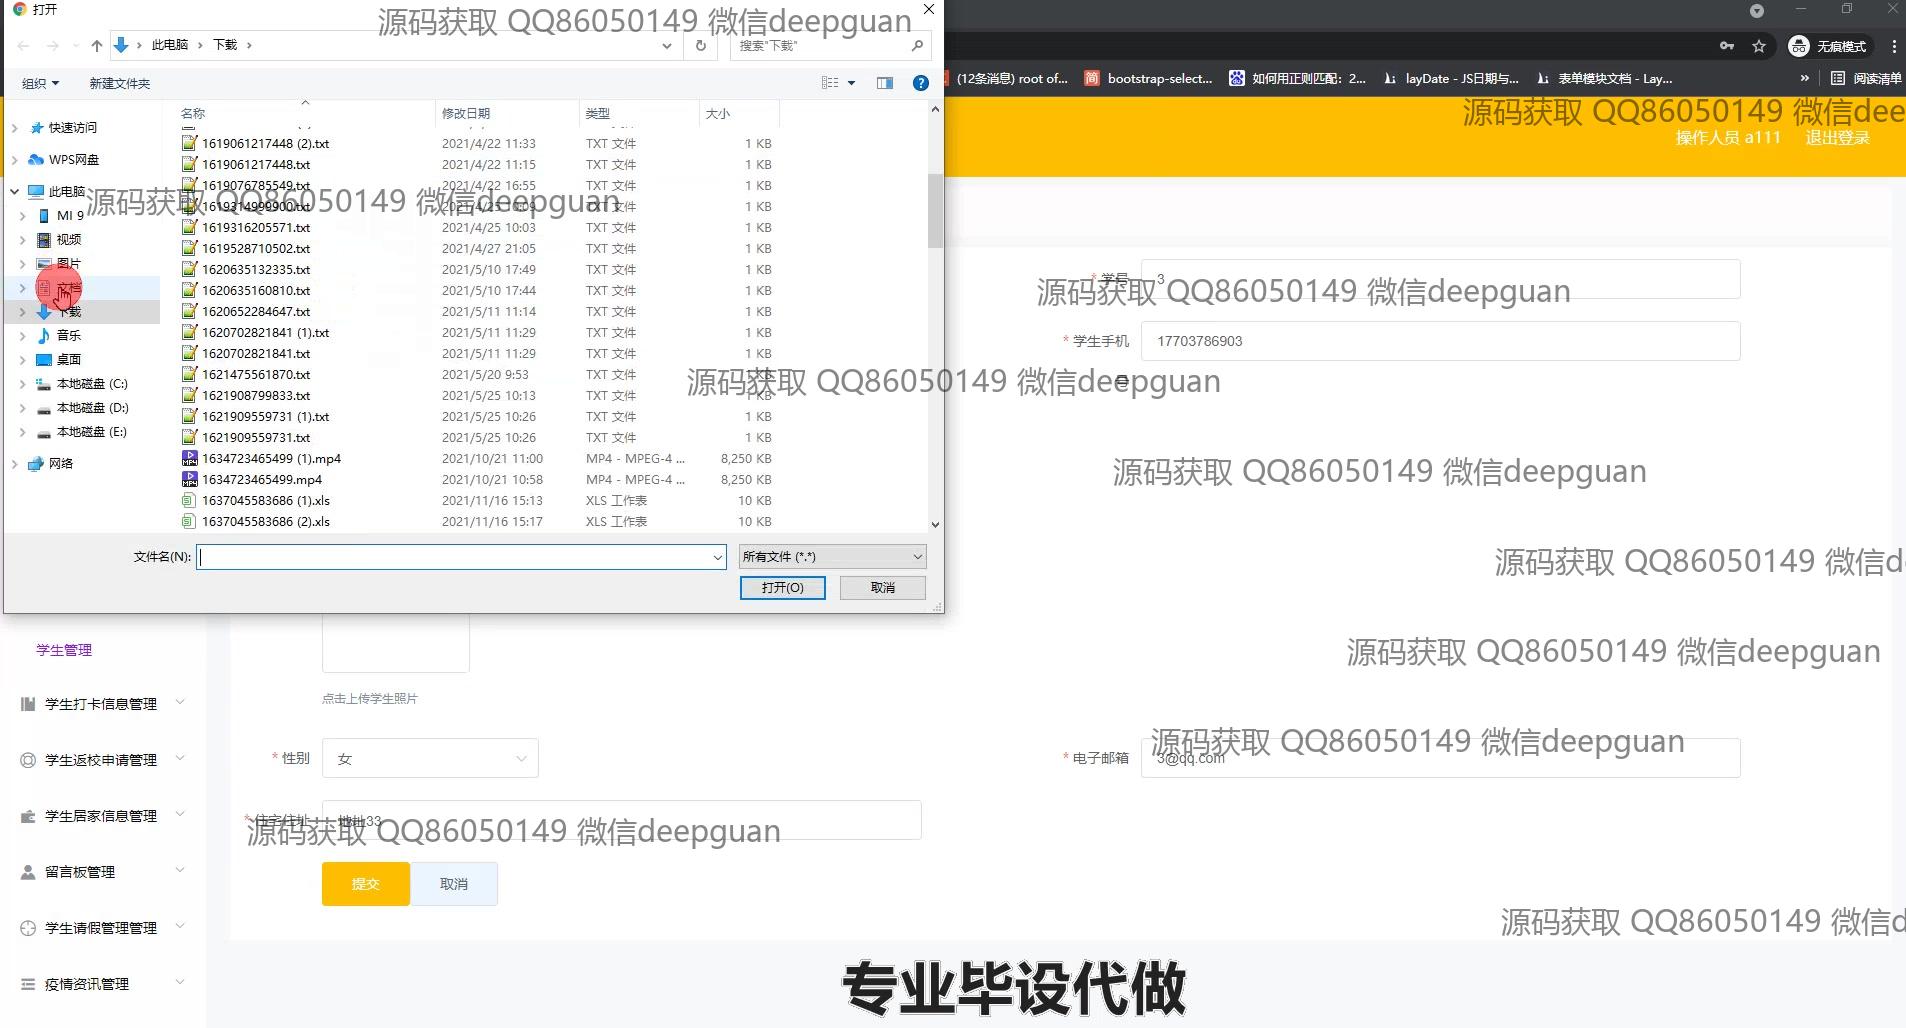 打开
源码获取 QQ86050149 微信deepguan
此电脑 下载
搜索"下载"
无痕模式
组织 新建文件夹
(12条消息) root of... bootstrap-select... 如何用正则匹配：2... layDate - JS日期与... 表单模块文档 - Lay... » 阅读清单
源码获取 QQ86050149 微信dee
操作人员 a111 退出登录
名称 修改日期 类型 大小
快速访问
WPS网盘
此电脑
MI 9
视频
图片
文档
下载
音乐
桌面
本地磁盘 (C:)
本地磁盘 (D:)
本地磁盘 (E:)
网络
1619061217448 (2).txt 2021/4/22 11:33 TXT 文件 1 KB
1619061217448.txt 2021/4/22 11:15 TXT 文件 1 KB
1619076785549.txt 2021/4/22 16:55 TXT 文件 1 KB
源码获取 QQ86050149 微信deepguan
1619314999900.txt 2021/4/25 TXT 文件 1 KB
1619316205571.txt 2021/4/25 10:03 TXT 文件 1 KB
1619528710502.txt 2021/4/27 21:05 TXT 文件 1 KB
1620635132335.txt 2021/5/10 17:49 TXT 文件 1 KB
1620635160810.txt 2021/5/10 17:44 TXT 文件 1 KB
1620652284647.txt 2021/5/11 11:14 TXT 文件 1 KB
1620702821841 (1).txt 2021/5/11 11:29 TXT 文件 1 KB
1620702821841.txt 2021/5/11 11:29 TXT 文件 1 KB
1621475561870.txt 2021/5/20 9:53 TXT 文件 1 KB
1621908799833.txt 2021/5/25 10:13 TXT 文件 1 KB
1621909559731 (1).txt 2021/5/25 10:26 TXT 文件 1 KB
1621909559731.txt 2021/5/25 10:26 TXT 文件 1 KB
1634723465499 (1).mp4 2021/10/21 11:00 MP4 - MPEG-4 ... 8,250 KB
1634723465499.mp4 2021/10/21 10:58 MP4 - MPEG-4 ... 8,250 KB
1637045583686 (1).xls 2021/11/16 15:13 XLS 工作表 10 KB
1637045583686 (2).xls 2021/11/16 15:17 XLS 工作表 10 KB
文件名(N): 所有文件 (*.*)
打开(O) 取消
* 学号 3
源码获取 QQ86050149 微信deepguan
* 学生手机 17703786903
源码获取 QQ86050149 微信deepguan
源码获取 QQ86050149 微信deepguan
源码获取 QQ86050149 微信d
源码获取 QQ86050149 微信deepguan
学生管理
学生打卡信息管理
学生返校申请管理
学生居家信息管理
留言板管理
学生请假管理管理
疫情资讯管理
点击上传学生照片
* 性别 女
源码获取 QQ86050149 微信deepguan
* 电子邮箱 3@qq.com
* 住宅住址 地址33
源码获取 QQ86050149 微信deepguan
提交 取消
源码获取 QQ86050149 微信d
专业毕设代做